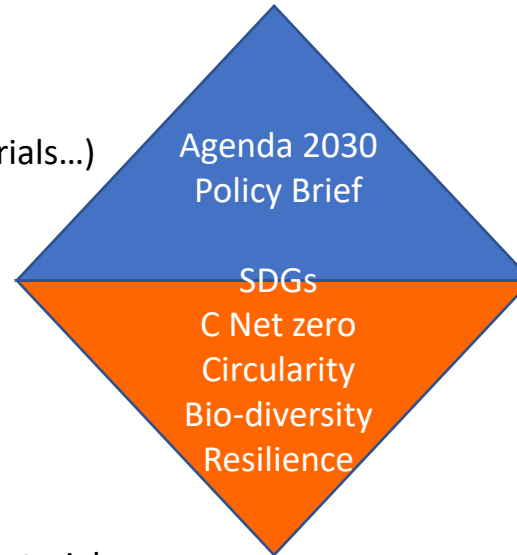 rials...)
Agenda 2030
Policy Brief
SDGs
C Net zero
Circularity
Bio-diversity
Resilience